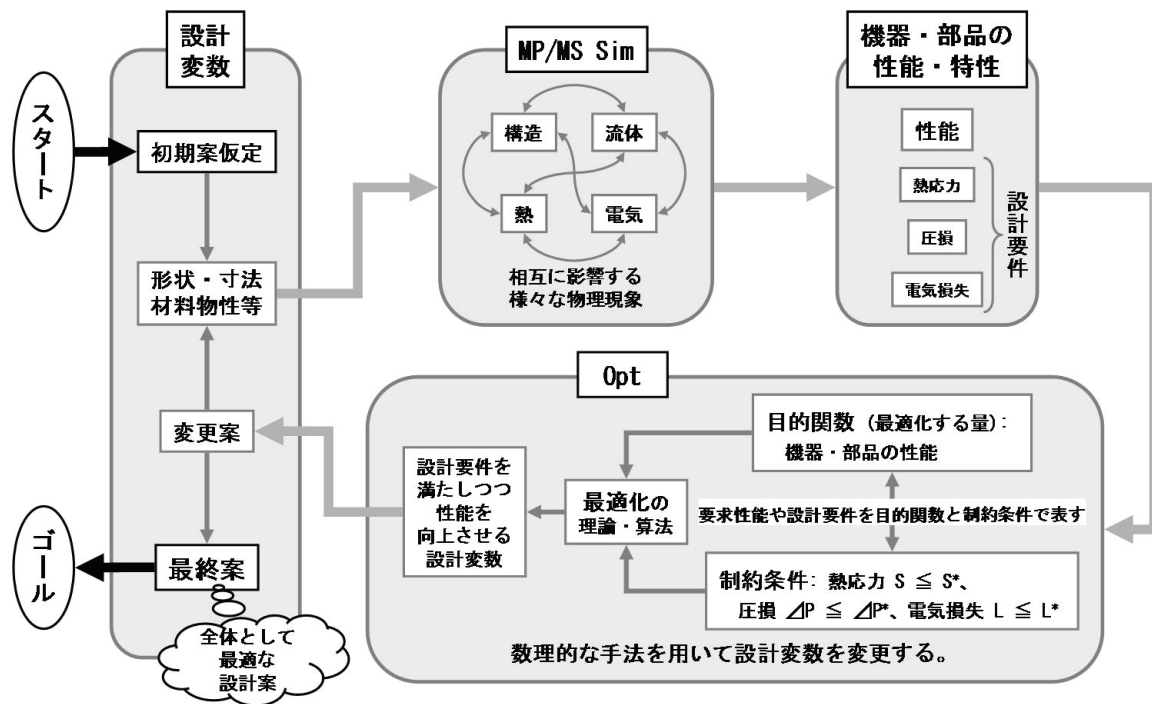 設計
変数
スタート
初期案仮定
形状・寸法
材料物性等
変更案
最終案
ゴール
全体として
最適な
設計案
MP/MS Sim
構造
流体
熱
電気
相互に影響する
様々な物理現象
機器・部品の
性能・特性
性能
熱応力
圧損
電気損失
設計要件
Opt
目的関数(最適化する量):
機器・部品の性能
要求性能や設計要件を目的関数と制約条件で表す
制約条件: 熱応力 S ≦ S*、
圧損 ⊿P ≦ ⊿P*、電気損失 L ≦ L*
最適化の
理論・算法
設計要件を
満たしつつ
性能を
向上させる
設計変数
数理的な手法を用いて設計変数を変更する。